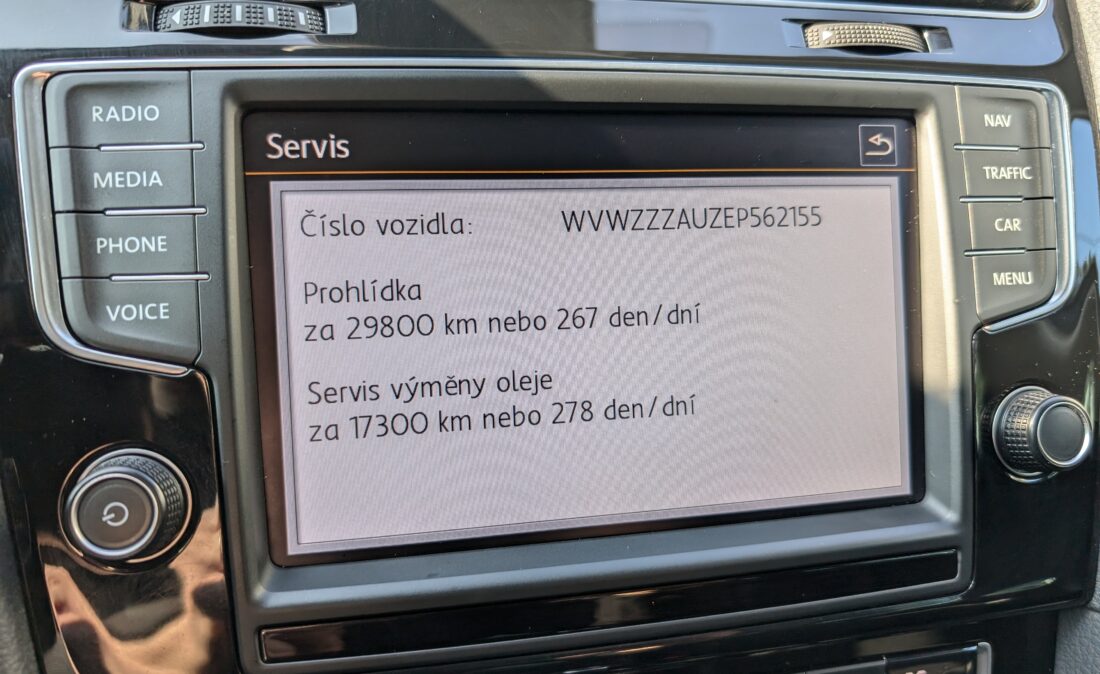 RADIO
MEDIA
PHONE
VOICE
Servis
Číslo vozidla: WVWZZZAUZEP562155
Prohlídka
za 29800 km nebo 267 den/dní
Servis výměny oleje
za 17300 km nebo 278 den/dní
NAV
TRAFFIC
CAR
MENU